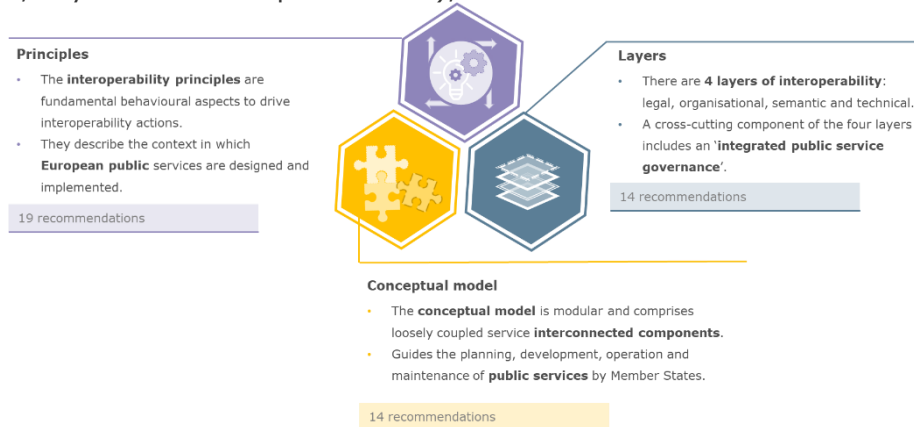 Principles
• The interoperability principles are
fundamental behavioural aspects to drive
interoperability actions.
• They describe the context in which
European public services are designed and
implemented.
19 recommendations
Layers
• There are 4 layers of interoperability:
legal, organisational, semantic and technical.
• A cross-cutting component of the four layers
includes an ‘integrated public service
governance’.
14 recommendations
Conceptual model
• The conceptual model is modular and comprises
loosely coupled service interconnected components.
• Guides the planning, development, operation and
maintenance of public services by Member States.
14 recommendations